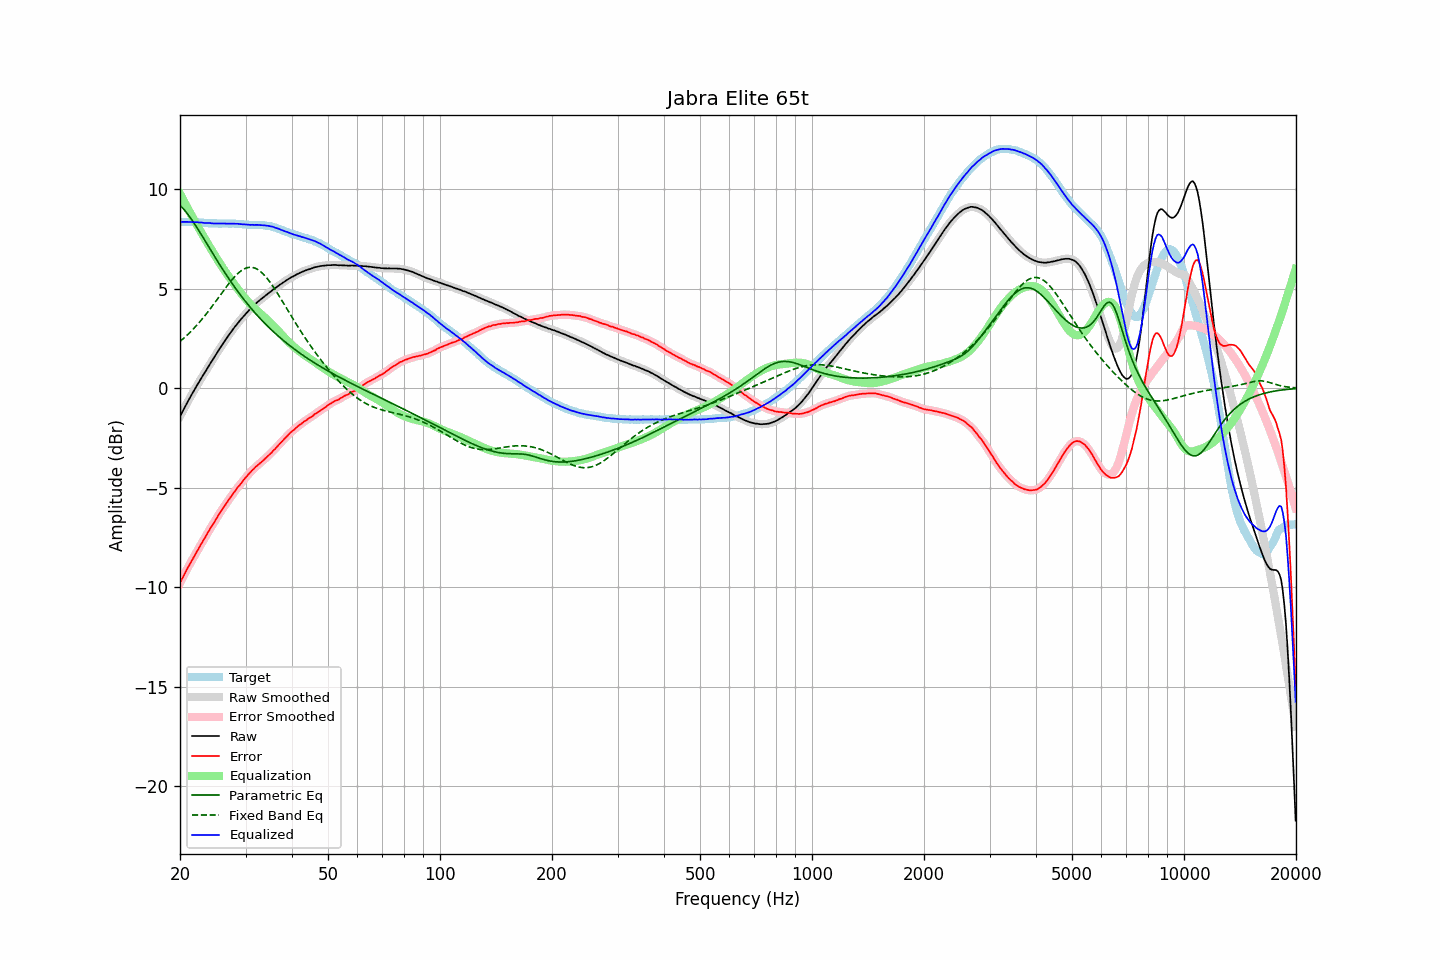 Jabra Elite 65t
Amplitude (dBr)
10
5
0
−5
−10
−15
−20
Target
Raw Smoothed
Error Smoothed
Raw
Error
Equalization
Parametric Eq
Fixed Band Eq
Equalized
20 50 100 200 500 1000 2000 5000 10000 20000
Frequency (Hz)